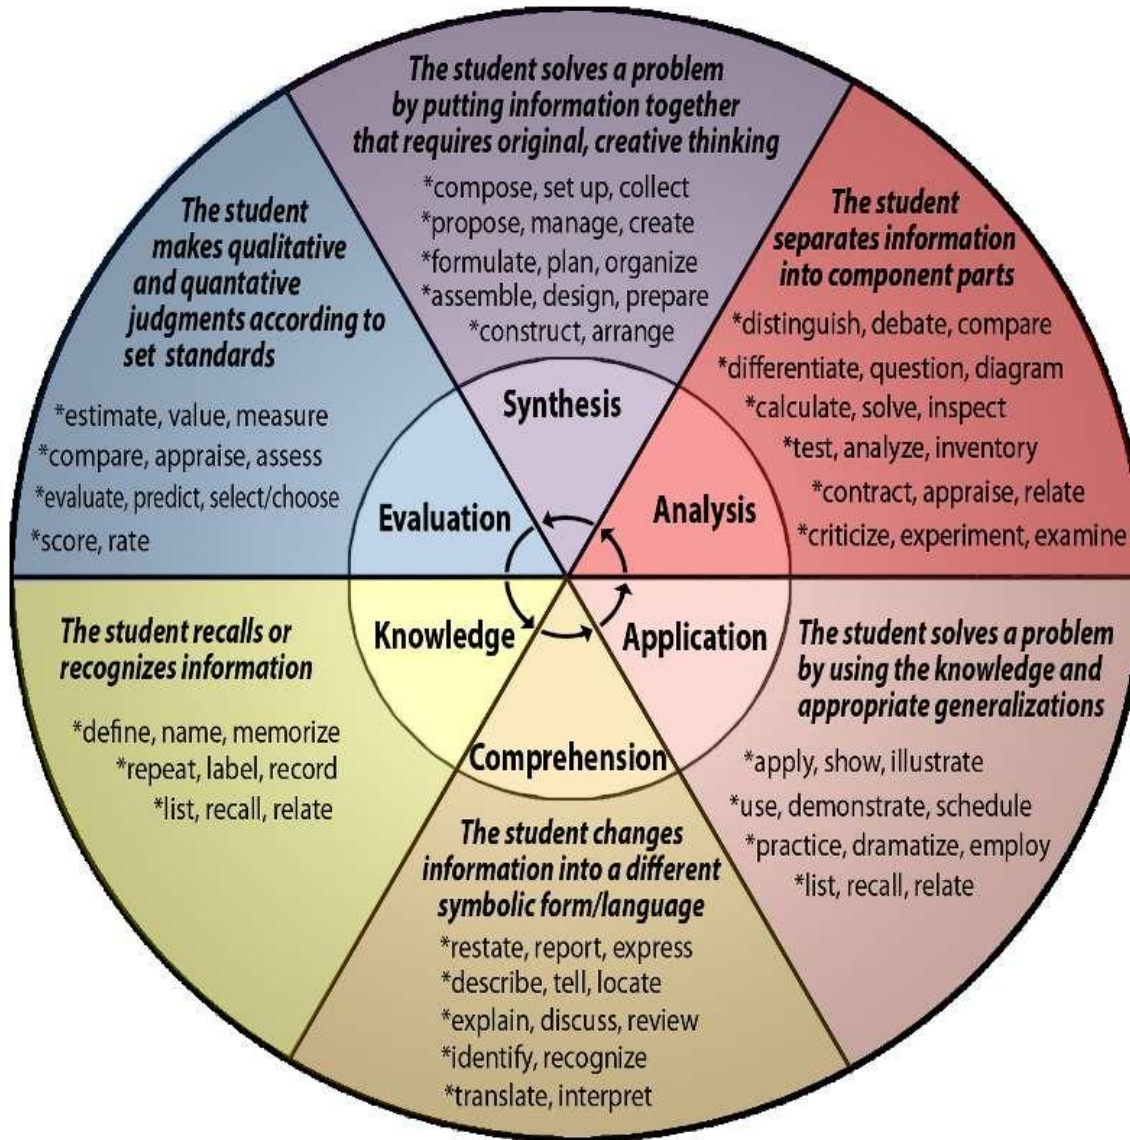 The student solves a problem
by putting information together
that requires original, creative thinking
*compose, set up, collect
*propose, manage, create
*formulate, plan, organize
*assemble, design, prepare
*construct, arrange
Synthesis
The student
separates information
into component parts
*distinguish, debate, compare
*differentiate, question, diagram
*calculate, solve, inspect
*test, analyze, inventory
*contract, appraise, relate
*criticize, experiment, examine
Analysis
The student solves a problem
by using the knowledge and
appropriate generalizations
*apply, show, illustrate
*use, demonstrate, schedule
*practice, dramatize, employ
*list, recall, relate
Application
Comprehension
The student changes
information into a different
symbolic form/language
*restate, report, express
*describe, tell, locate
*explain, discuss, review
*identify, recognize
*translate, interpret
Knowledge
The student recalls or
recognizes information
*define, name, memorize
*repeat, label, record
*list, recall, relate
Evaluation
The student
makes qualitative
and quantative
judgments according to
set standards
*estimate, value, measure
*compare, appraise, assess
*evaluate, predict, select/choose
*score, rate